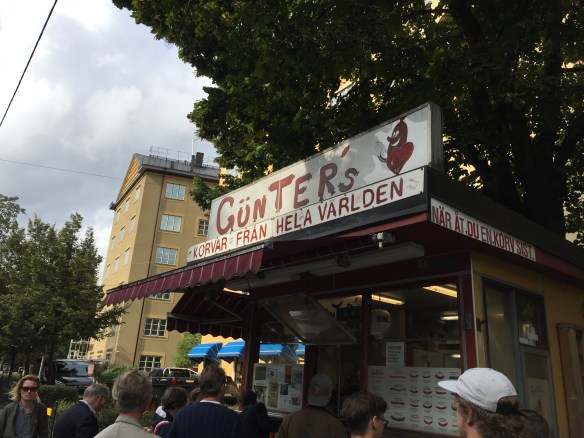 GÜNTER'S
KORVAR FRÅN HELA VÄRLDEN
NÄR ÅT DU EN KORV SIST.